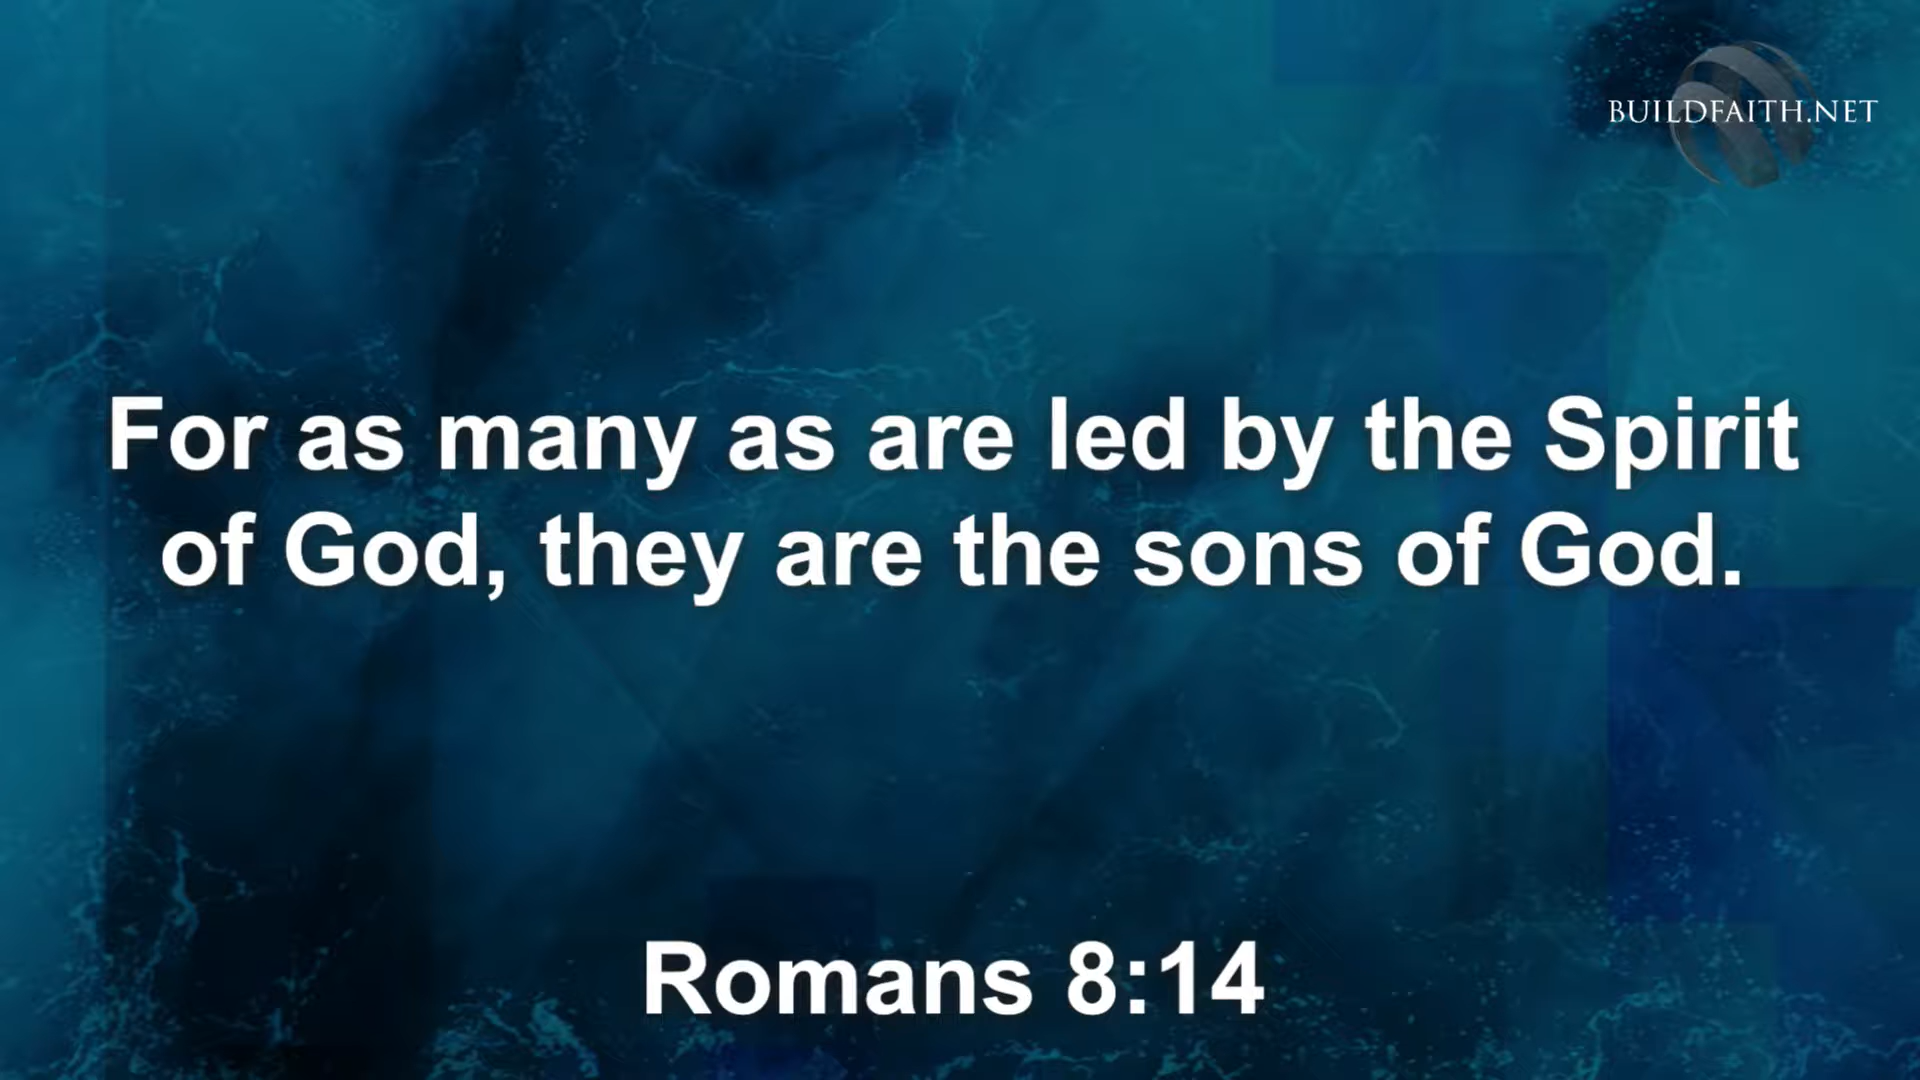 BUILDFAITH.NET
For as many as are led by the Spirit
of God, they are the sons of God.
Romans 8:14